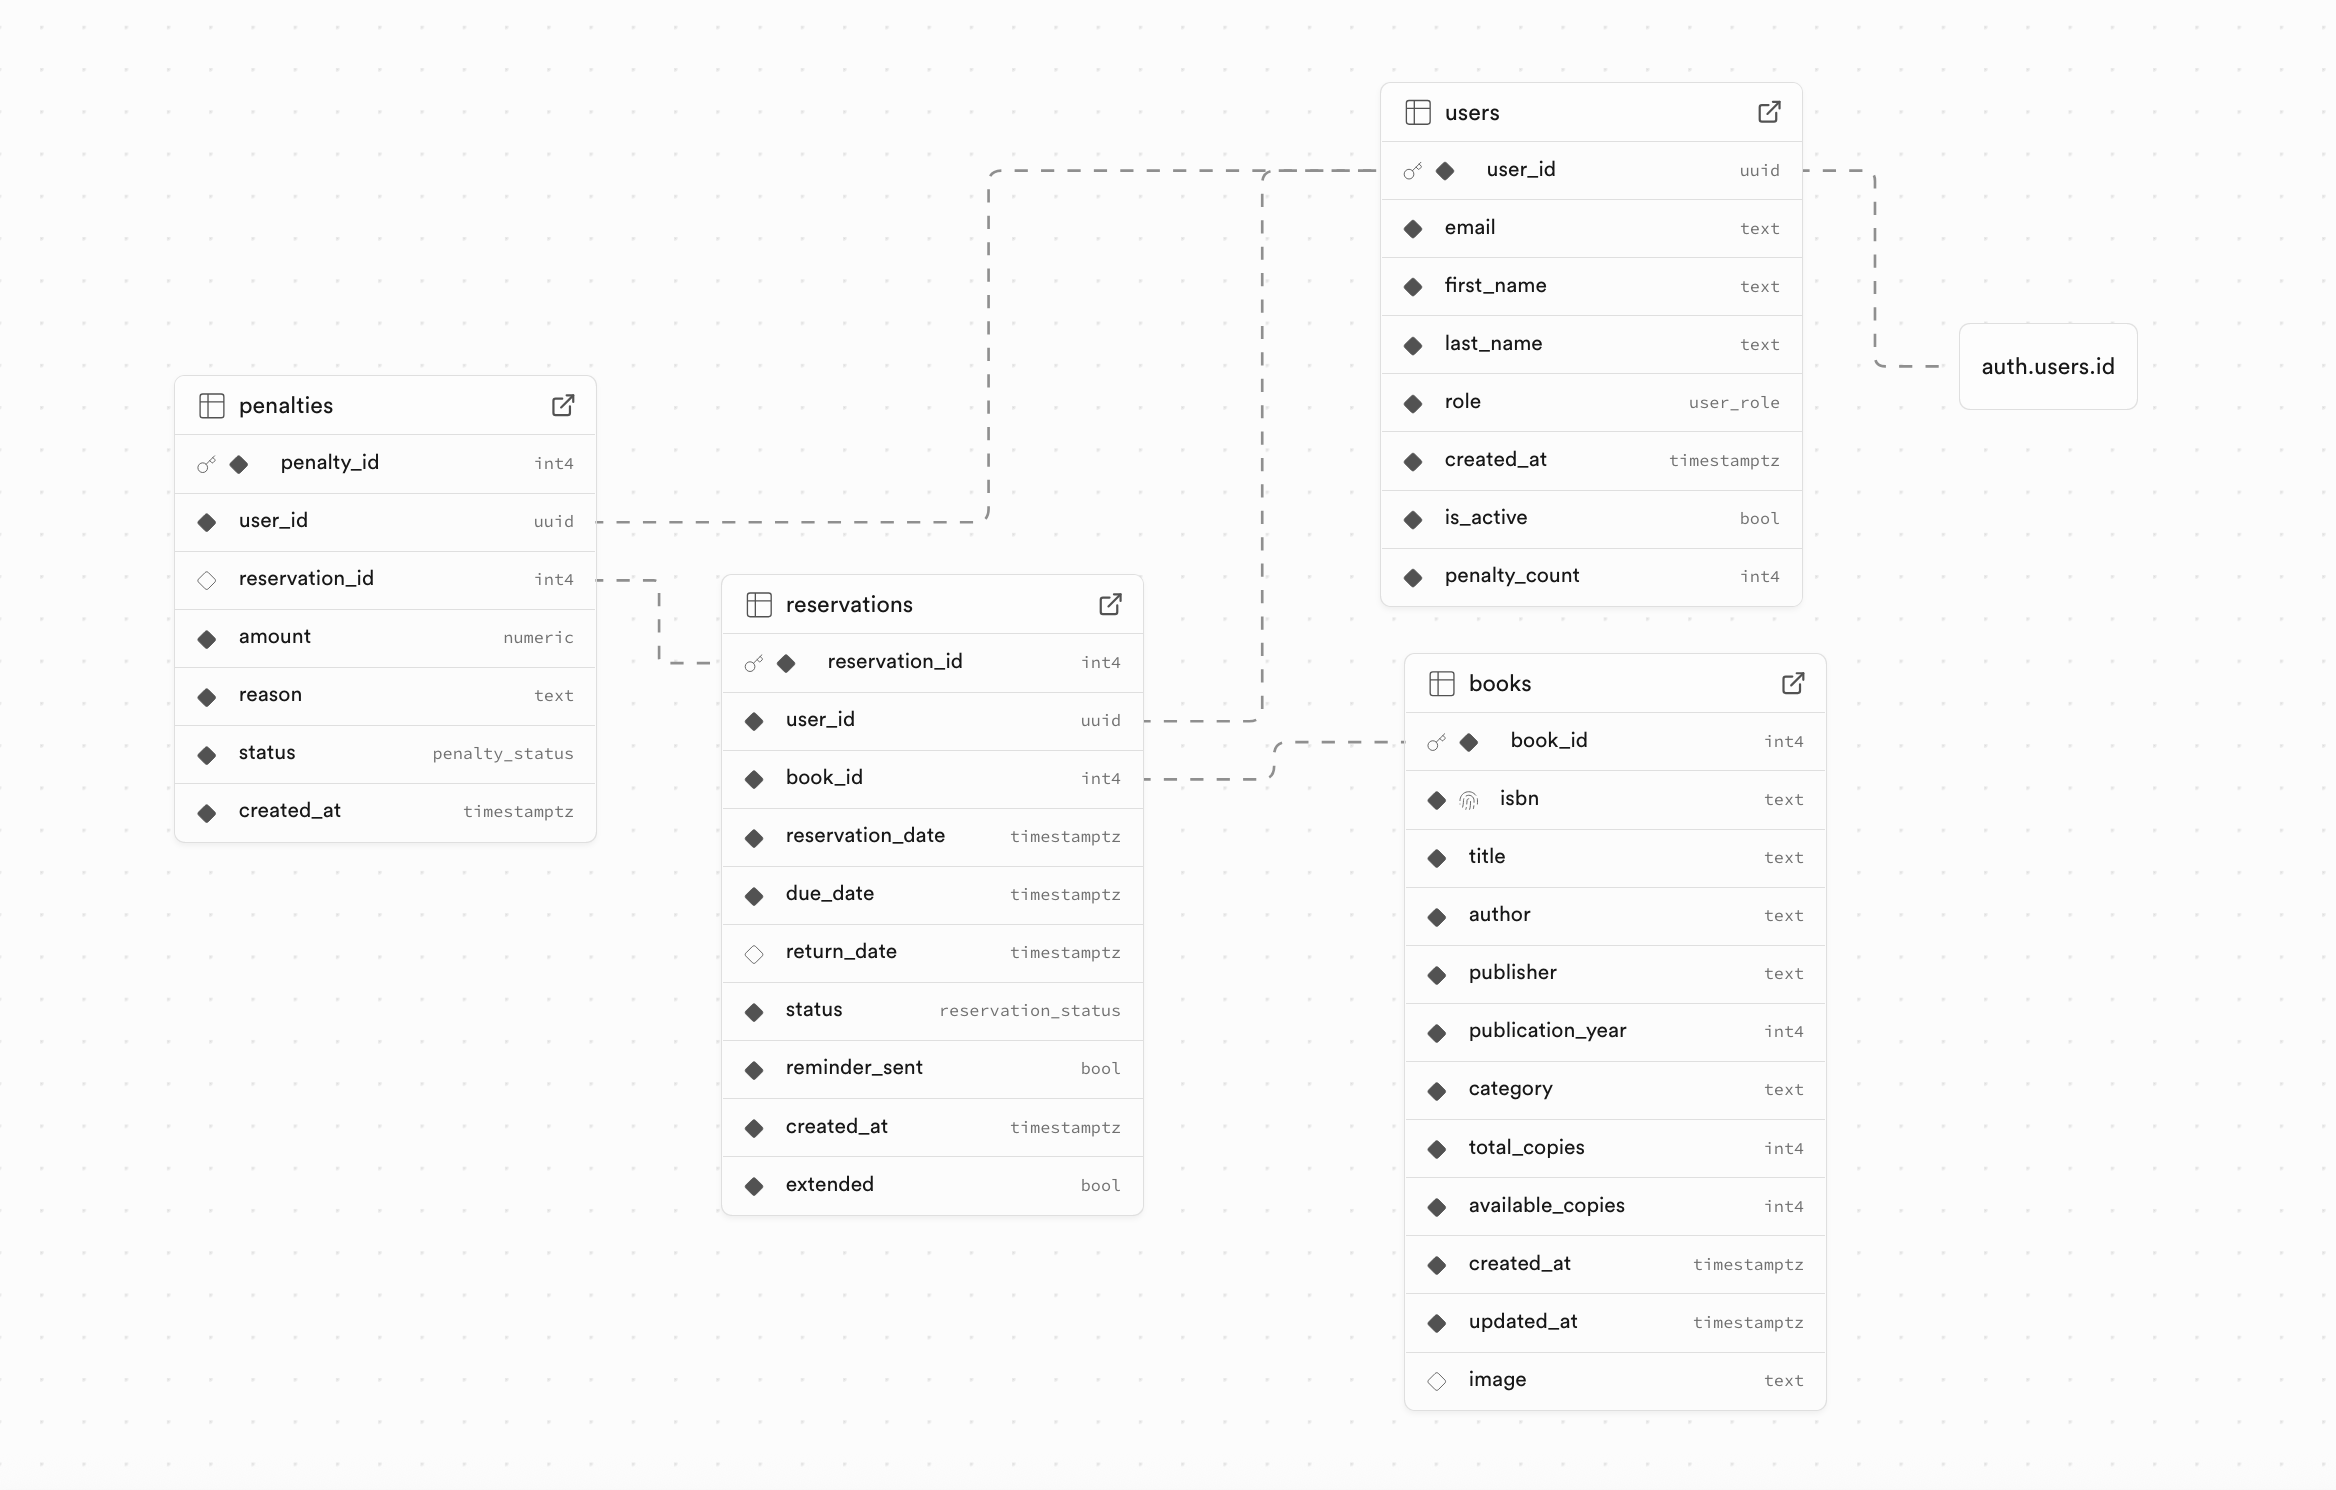 users
user_id uuid
email text
first_name text
last_name text
role user_role
created_at timestamptz
is_active bool
penalty_count int4
auth.users.id
penalties
penalty_id int4
user_id uuid
reservation_id int4
amount numeric
reason text
status penalty_status
created_at timestamptz
reservations
reservation_id int4
user_id uuid
book_id int4
reservation_date timestamptz
due_date timestamptz
return_date timestamptz
status reservation_status
reminder_sent bool
created_at timestamptz
extended bool
books
book_id int4
isbn text
title text
author text
publisher text
publication_year int4
category text
total_copies int4
available_copies int4
created_at timestamptz
updated_at timestamptz
image text